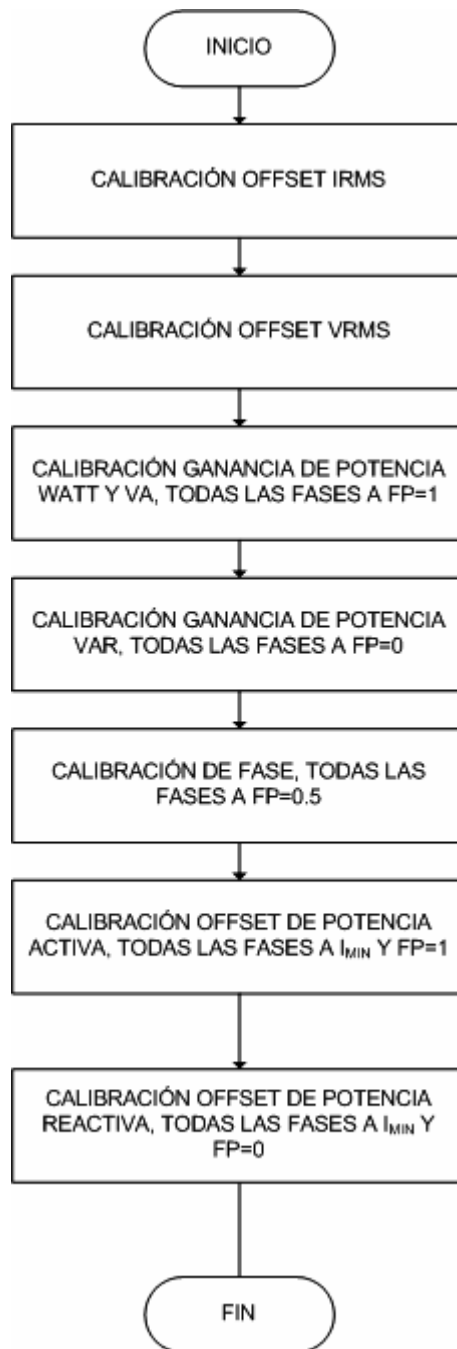 INICIO
CALIBRACIÓN OFFSET IRMS
CALIBRACIÓN OFFSET VRMS
CALIBRACIÓN GANANCIA DE POTENCIA
WATT Y VA, TODAS LAS FASES A FP=1
CALIBRACIÓN GANANCIA DE POTENCIA
VAR, TODAS LAS FASES A FP=0
CALIBRACIÓN DE FASE, TODAS LAS
FASES A FP=0.5
CALIBRACIÓN OFFSET DE POTENCIA
ACTIVA, TODAS LAS FASES A IMIN Y FP=1
CALIBRACIÓN OFFSET DE POTENCIA
REACTIVA, TODAS LAS FASES A IMIN Y
FP=0
FIN